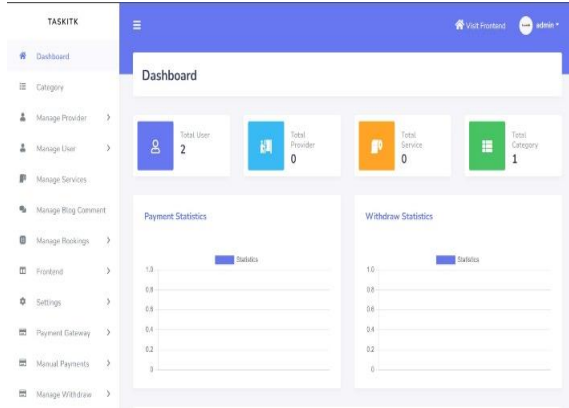 TASKITK
Visit Frontend
admin
Dashboard
Category
Manage Provider
Manage User
Manage Services
Manage Blog Comment
Manage Bookings
Frontend
Settings
Payment Gateway
Manual Payments
Manage Withdraw
Dashboard
Total User
2
Total Provider
0
Total Service
0
Total Category
1
Payment Statistics
Statistics
1.0
0.8
0.6
0.4
0.2
0
Withdraw Statistics
Statistics
1.0
0.8
0.6
0.4
0.2
0